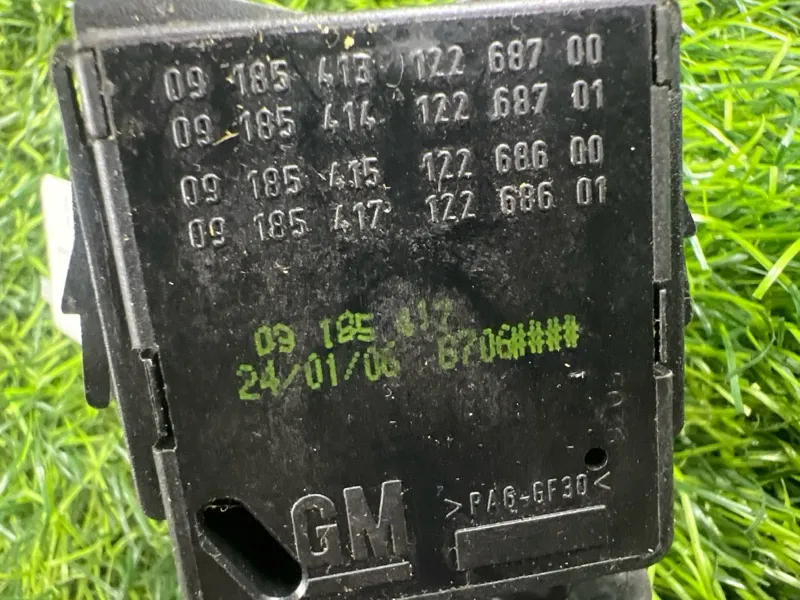 09 185 413 122 687 00
09 185 414 122 687 01
09 185 415 122 686 00
09 185 417 122 686 01
09 185 417
24/01/06 8706####
GM
>PA6-GF30<